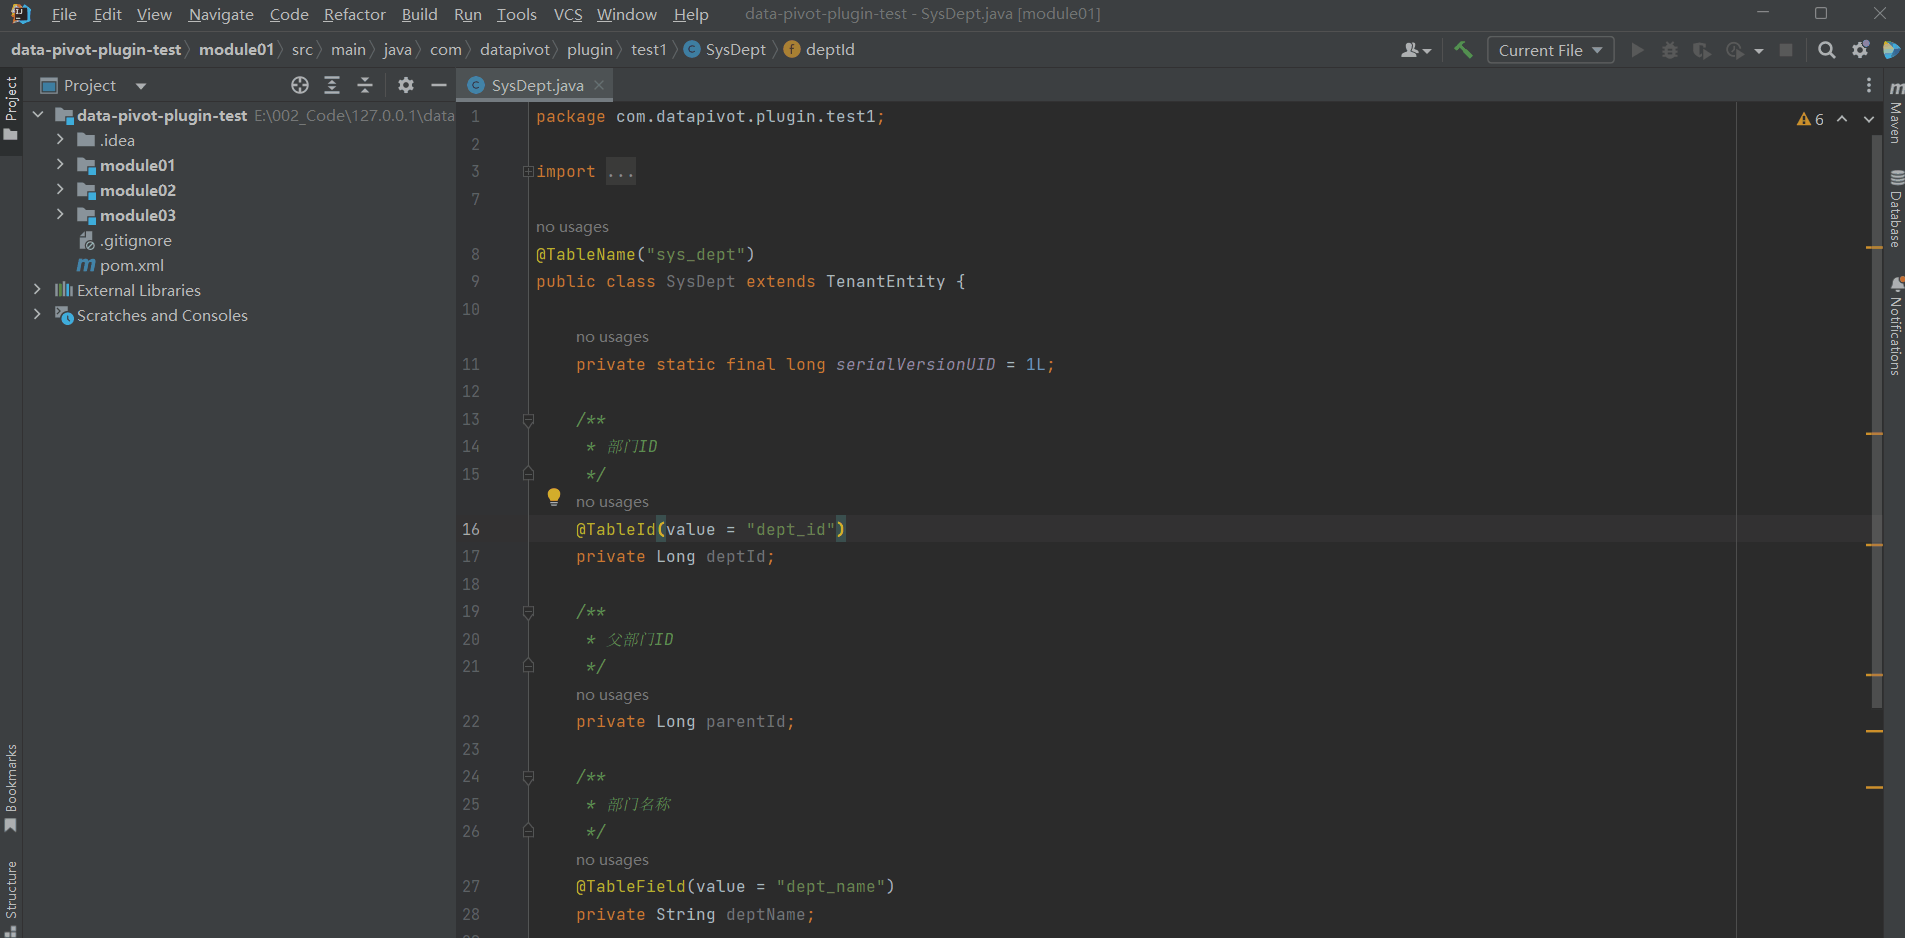 File Edit View Navigate Code Refactor Build Run Tools VCS Window Help data-pivot-plugin-test - SysDept.java [module01]
data-pivot-plugin-test module01 src main java com datapivot plugin test1 SysDept deptId Current File
Project
Project
SysDept.java
data-pivot-plugin-test E:\002_Code\127.0.0.1\data
.idea
module01
module02
module03
.gitignore
pom.xml
External Libraries
Scratches and Consoles
Bookmarks
Structure
1 package com.datapivot.plugin.test1;
2
3 import ...
7
no usages
8 @TableName("sys_dept")
9 public class SysDept extends TenantEntity {
10
no usages
11 private static final long serialVersionUID = 1L;
12
13 /**
14 * 部门ID
15 */
no usages
16 @TableId(value = "dept_id")
17 private Long deptId;
18
19 /**
20 * 父部门ID
21 */
no usages
22 private Long parentId;
23
24 /**
25 * 部门名称
26 */
no usages
27 @TableField(value = "dept_name")
28 private String deptName;
6
Maven
Database
Notifications